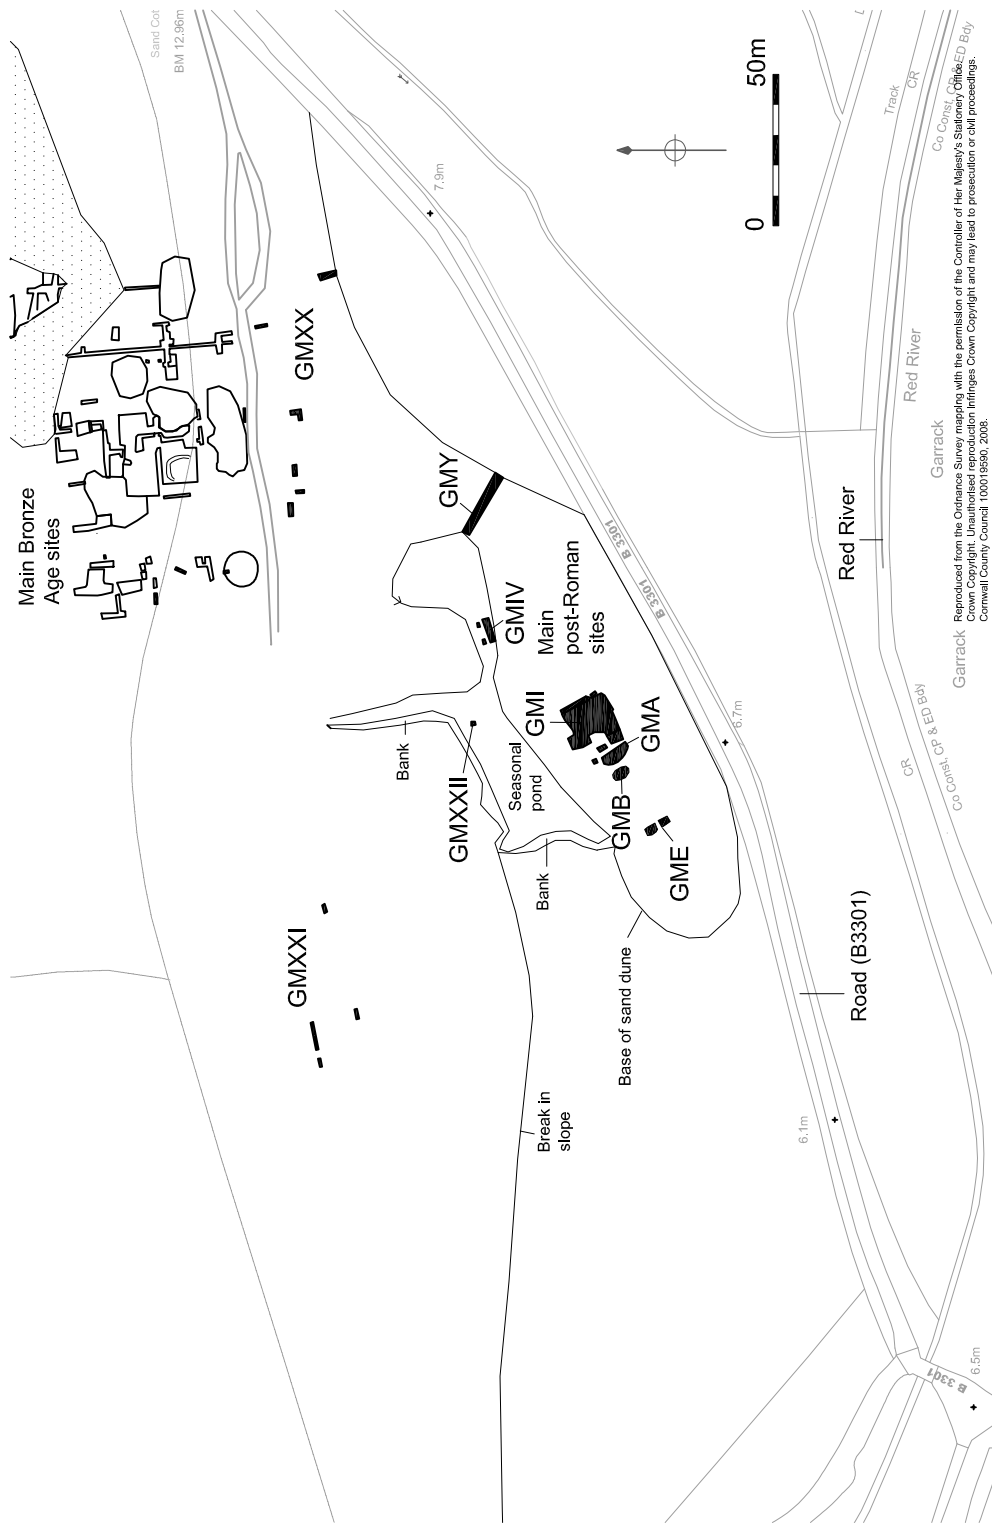 Main Bronze
Age sites
Sand Cot
BM 12.96m
GMXX
GMXXI
GMY
GMIV
Main
post-Roman
sites
GMI
GMA
GMB
GME
GMXXII
Bank
Seasonal
pond
Bank
Base of sand dune
Break in
slope
7.9m
B 3301
B 3301
6.7m
Road (B3301)
6.1m
B 3301
6.5m
0
50m
Track
CR
Co Const, CP & ED Bdy
Red River
Garrack
Red River
Garrack
CR
Co Const, CP & ED Bdy
Reproduced from the Ordnance Survey mapping with the permission of the Controller of Her Majesty's Stationery Office.
Crown Copyright. Unauthorised reproduction infringes Crown Copyright and may lead to prosecution or civil proceedings.
Cornwall County Council 100019590, 2008.